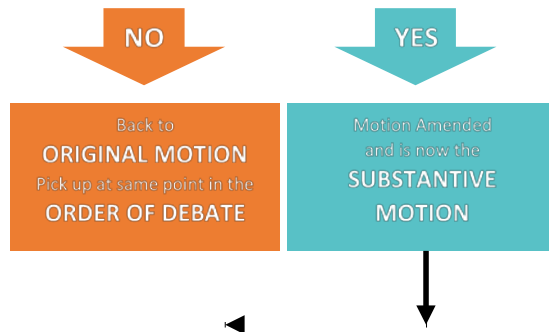 NO
YES
Back to
ORIGINAL MOTION
Pick up at same point in the
ORDER OF DEBATE
Motion Amended
and is now the
SUBSTANTIVE
MOTION